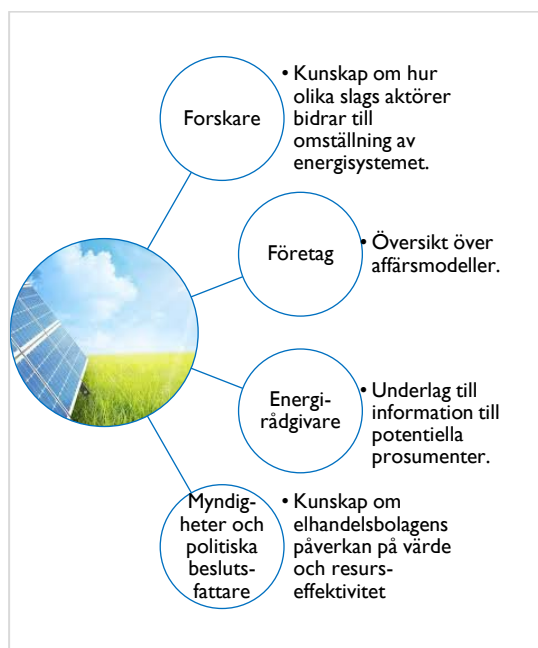 Forskare
• Kunskap om hur
olika slags aktörer
bidrar till
omställning av
energisystemet.
Företag
• Översikt över
affärsmodeller.
Energi-
rådgivare
• Underlag till
information till
potentiella
prosumenter.
Myndig-
heter och
politiska
besluts-
fattare
• Kunskap om
elhandelsbolagens
påverkan på värde
och resurs-
effektivitet